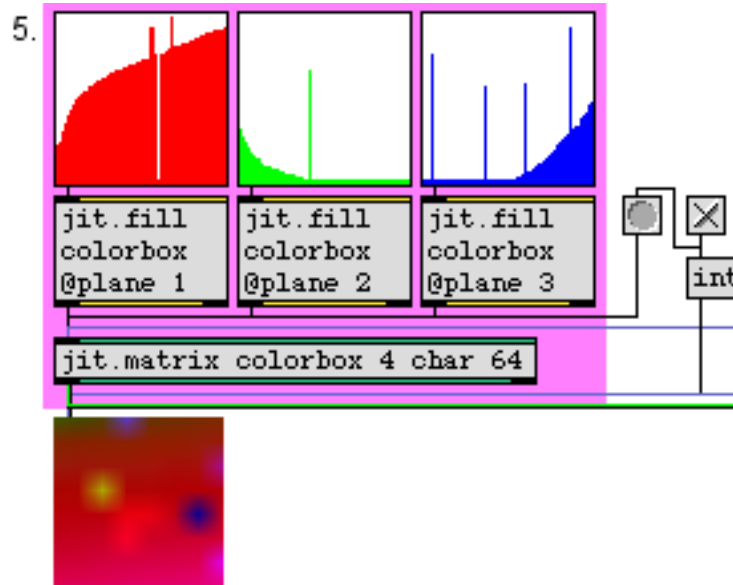 5.
jit.fill
colorbox
@plane 1
jit.fill
colorbox
@plane 2
jit.fill
colorbox
@plane 3
int
jit.matrix colorbox 4 char 64